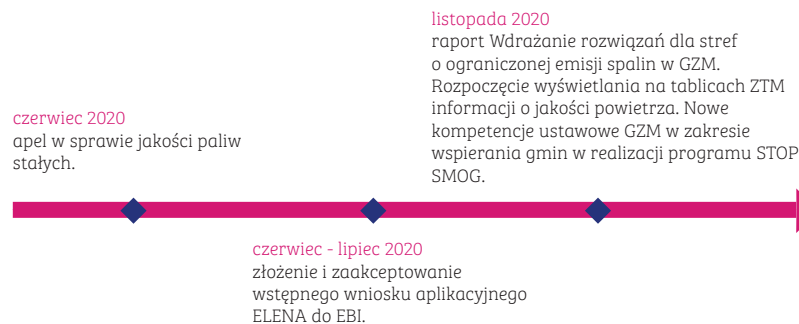 czerwiec 2020
apel w sprawie jakości paliw
stałych.
czerwiec - lipiec 2020
złożenie i zaakceptowanie
wstępnego wniosku aplikacyjnego
ELENA do EBI.
listopada 2020
raport Wdrażanie rozwiązań dla stref
o ograniczonej emisji spalin w GZM.
Rozpoczęcie wyświetlania na tablicach ZTM
informacji o jakości powietrza. Nowe
kompetencje ustawowe GZM w zakresie
wspierania gmin w realizacji programu STOP
SMOG.